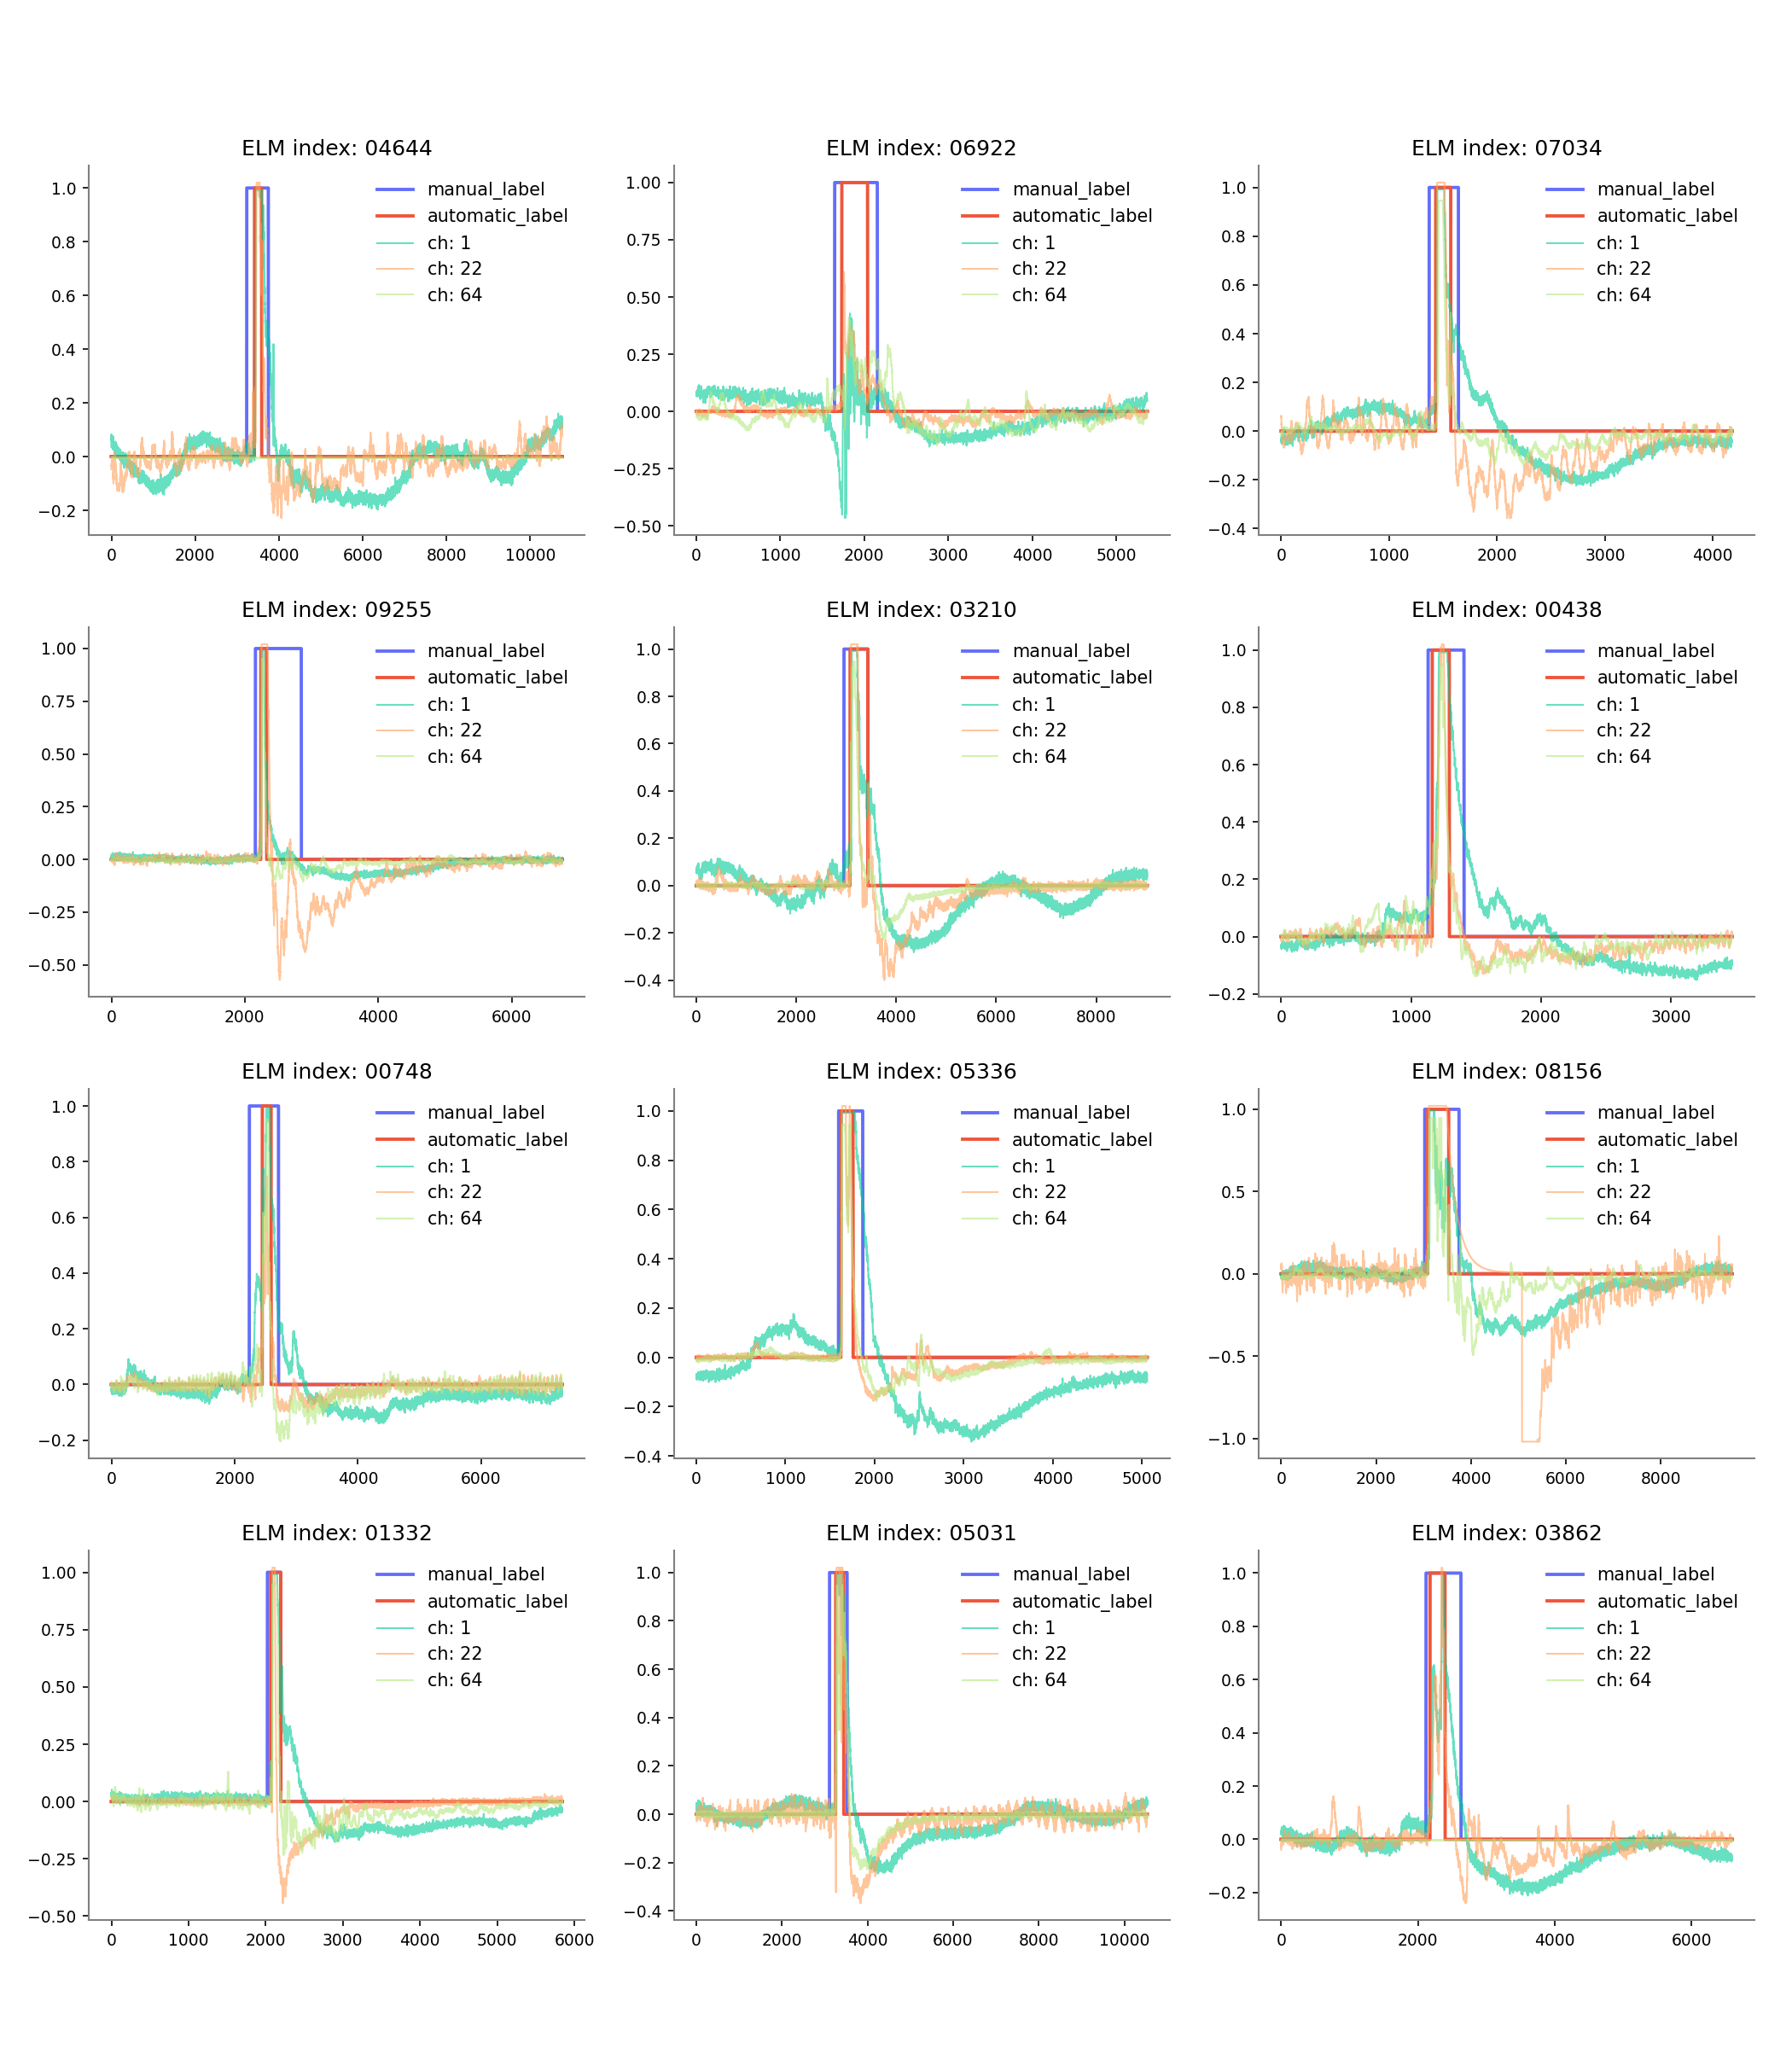 ELM index: 04644
1.0
0.8
0.6
0.4
0.2
0.0
−0.2
0 2000 4000 6000 8000 10000
manual_label
automatic_label
ch: 1
ch: 22
ch: 64
ELM index: 06922
1.00
0.75
0.50
0.25
0.00
−0.25
−0.50
0 1000 2000 3000 4000 5000
manual_label
automatic_label
ch: 1
ch: 22
ch: 64
ELM index: 07034
1.0
0.8
0.6
0.4
0.2
0.0
−0.2
−0.4
0 1000 2000 3000 4000
manual_label
automatic_label
ch: 1
ch: 22
ch: 64
ELM index: 09255
1.00
0.75
0.50
0.25
0.00
−0.25
−0.50
0 2000 4000 6000
manual_label
automatic_label
ch: 1
ch: 22
ch: 64
ELM index: 03210
1.0
0.8
0.6
0.4
0.2
0.0
−0.2
−0.4
0 2000 4000 6000 8000
manual_label
automatic_label
ch: 1
ch: 22
ch: 64
ELM index: 00438
1.0
0.8
0.6
0.4
0.2
0.0
−0.2
0 1000 2000 3000
manual_label
automatic_label
ch: 1
ch: 22
ch: 64
ELM index: 00748
1.0
0.8
0.6
0.4
0.2
0.0
−0.2
0 2000 4000 6000
manual_label
automatic_label
ch: 1
ch: 22
ch: 64
ELM index: 05336
1.0
0.8
0.6
0.4
0.2
0.0
−0.2
−0.4
0 1000 2000 3000 4000 5000
manual_label
automatic_label
ch: 1
ch: 22
ch: 64
ELM index: 08156
1.0
0.5
0.0
−0.5
−1.0
0 2000 4000 6000 8000
manual_label
automatic_label
ch: 1
ch: 22
ch: 64
ELM index: 01332
1.00
0.75
0.50
0.25
0.00
−0.25
−0.50
0 1000 2000 3000 4000 5000 6000
manual_label
automatic_label
ch: 1
ch: 22
ch: 64
ELM index: 05031
1.0
0.8
0.6
0.4
0.2
0.0
−0.2
−0.4
0 2000 4000 6000 8000 10000
manual_label
automatic_label
ch: 1
ch: 22
ch: 64
ELM index: 03862
1.0
0.8
0.6
0.4
0.2
0.0
−0.2
0 2000 4000 6000
manual_label
automatic_label
ch: 1
ch: 22
ch: 64